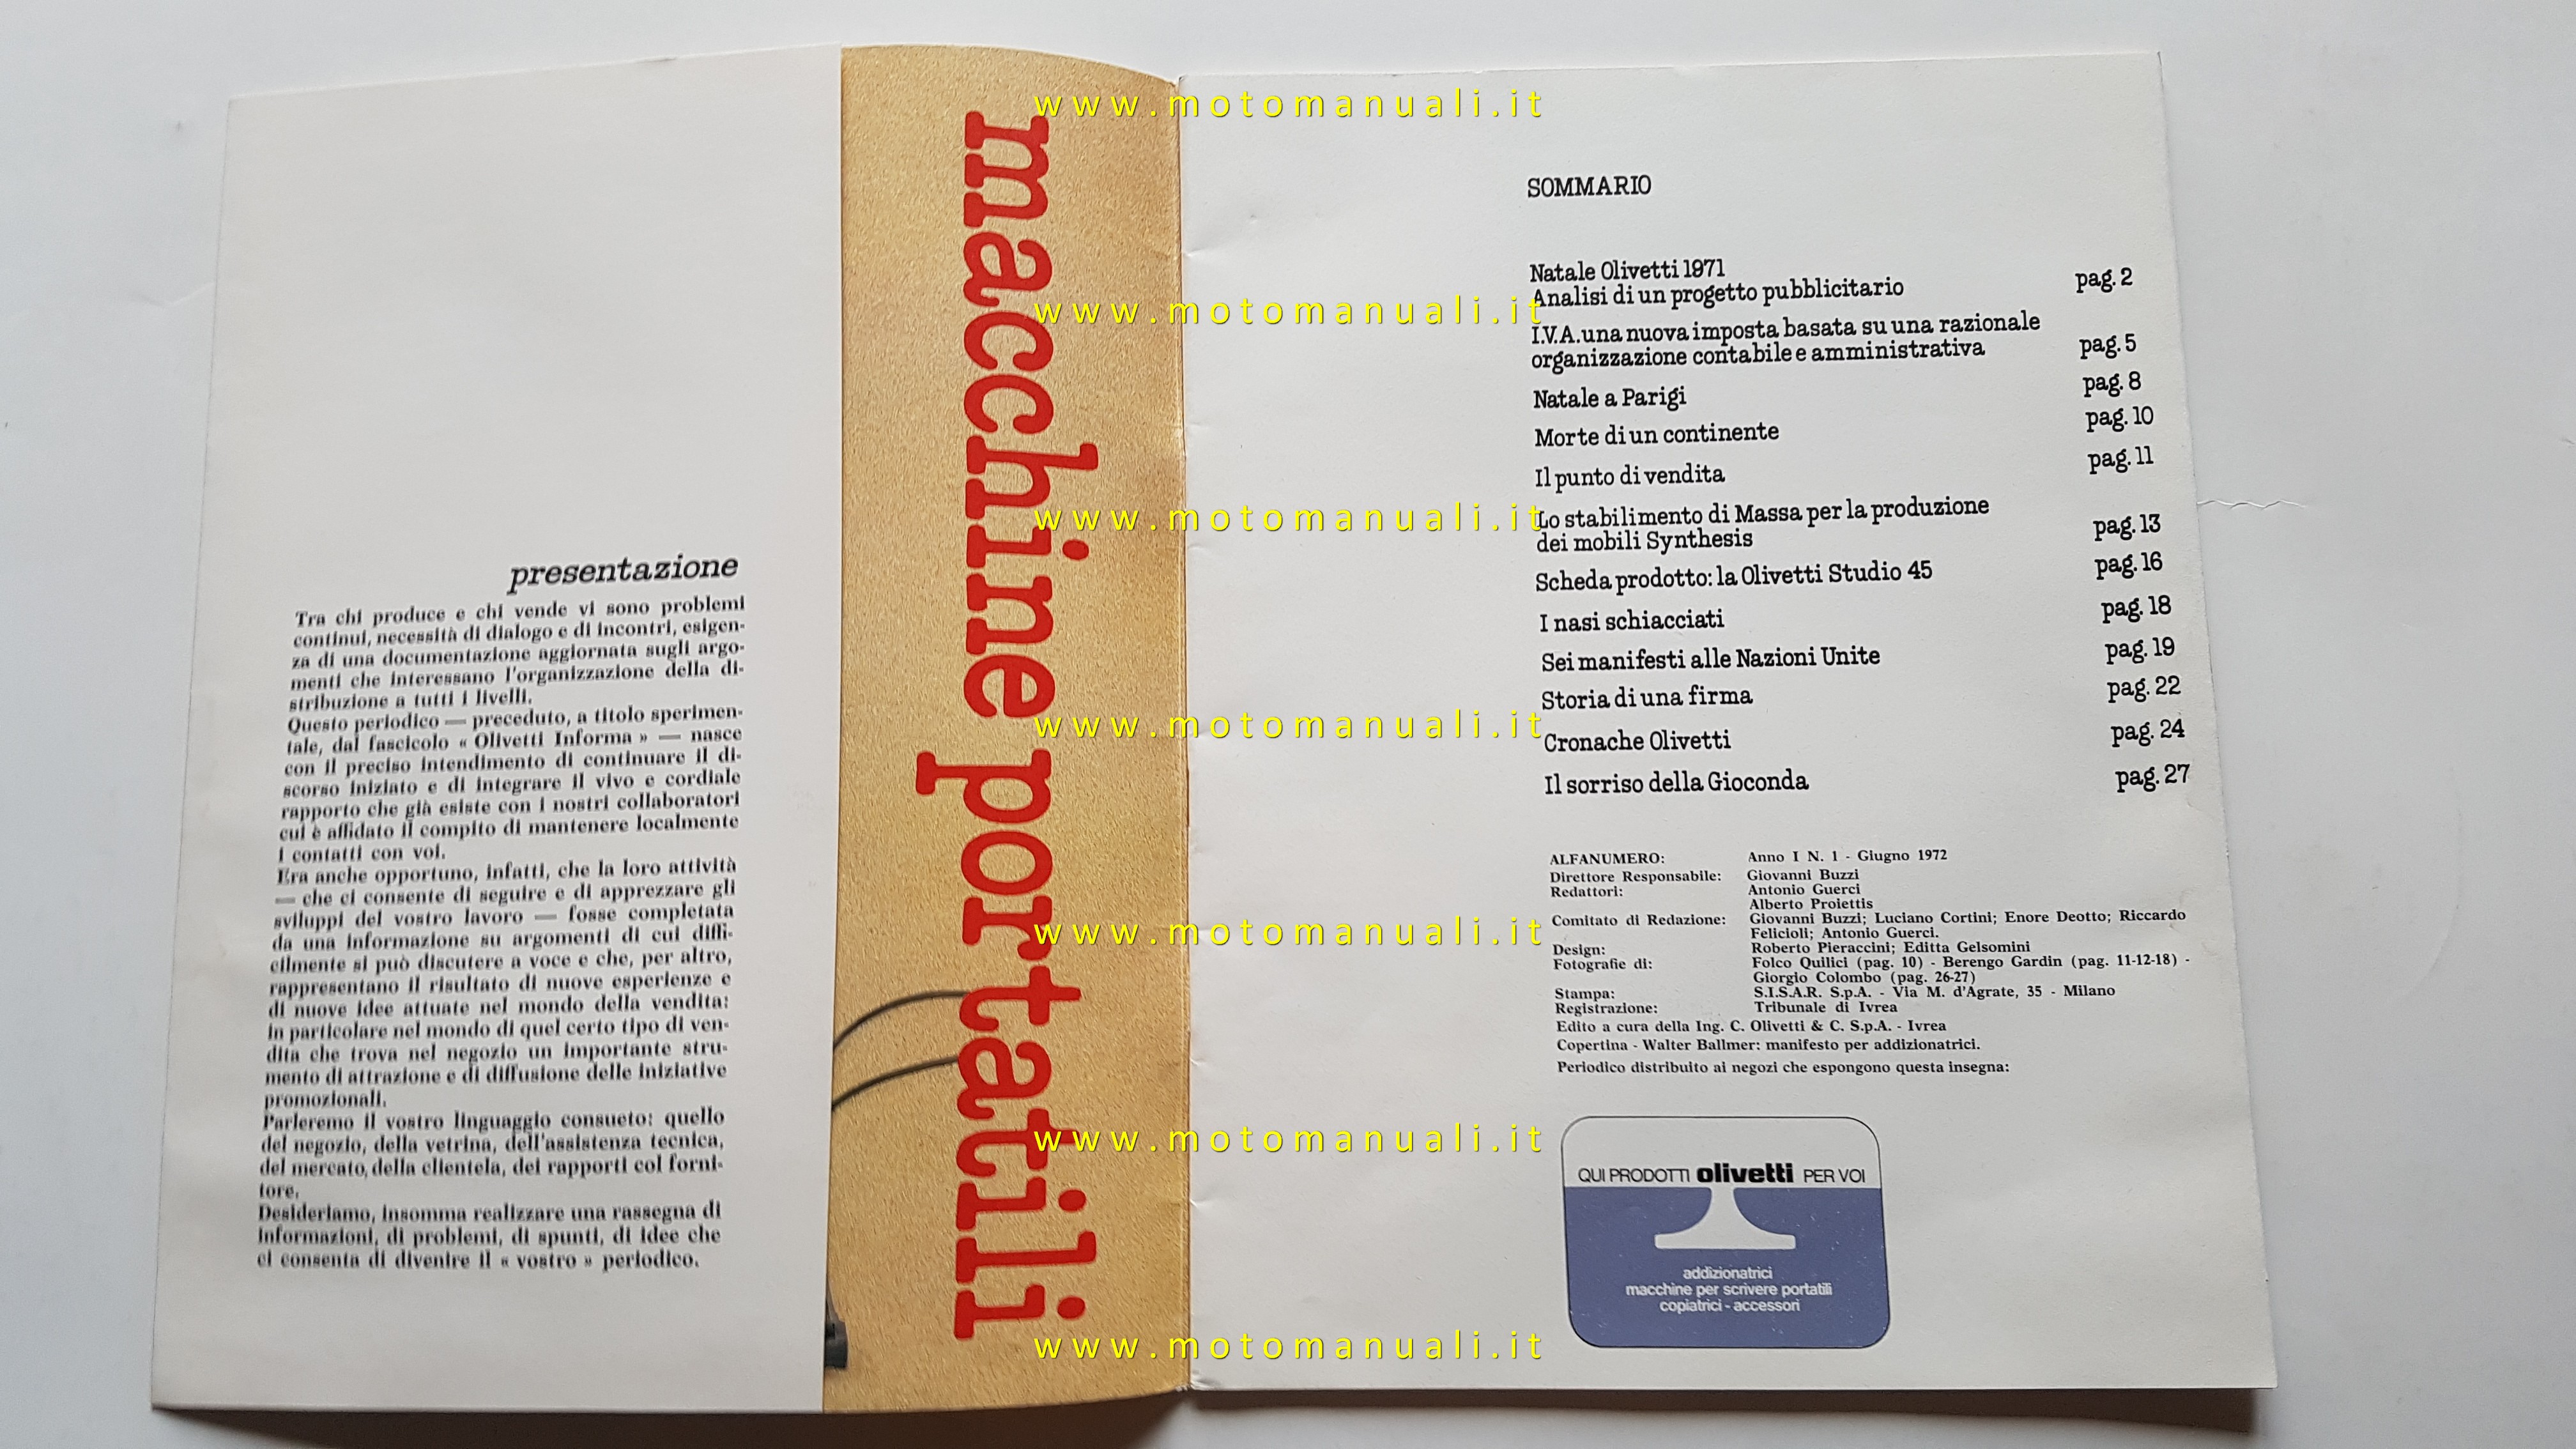 presentazione
Tra chi produce e chi vende vi sono problemi
continui, necessità di dialogo e di incontri, esigen-
za di una documentazione aggiornata sugli argo-
menti che interessano l'organizzazione della di-
stribuzione a tutti i livelli.
Questo periodico — preceduto, a titolo sperimen-
tale, dal fascicolo « Olivetti Informa » — nasce
con il preciso intendimento di continuare il di-
scorso iniziato e di integrare il vivo e cordiale
rapporto che già esiste con i nostri collaboratori
cui è affidato il compito di mantenere localmente
i contatti con voi.
Era anche opportuno, infatti, che la loro attività
— che ci consente di seguire e di apprezzare gli
sviluppi del vostro lavoro — fosse completata
da una informazione su argomenti di cui diffi-
cilmente si può discutere a voce e che, per altro,
rappresentano il risultato di nuove esperienze e
di nuove idee attuate nel mondo della vendita:
in particolare nel mondo di quel certo tipo di ven-
dita che trova nel negozio un importante stru-
mento di attrazione e di diffusione delle iniziative
promozionali.
Parleremo il vostro linguaggio consueto: quello
del negozio, della vetrina, dell'assistenza tecnica,
del mercato, della clientela, dei rapporti col forni-
tore.
Desideriamo, insomma realizzare una rassegna di
informazioni, di problemi, di spunti, di idee che
ci consenta di divenire il « vostro » periodico.
macchine portatili
www.motomanuali.it
www.motomanuali.it
www.motomanuali.it
www.motomanuali.it
www.motomanuali.it
www.motomanuali.it
www.motomanuali.it
SOMMARIO
Natale Olivetti 1971
Analisi di un progetto pubblicitario pag. 2
I.V.A. una nuova imposta basata su una razionale
organizzazione contabile e amministrativa pag. 5
Natale a Parigi pag. 8
Morte di un continente pag. 10
Il punto di vendita pag. 11
Lo stabilimento di Massa per la produzione
dei mobili Synthesis pag. 13
Scheda prodotto: la Olivetti Studio 45 pag. 16
I nasi schiacciati pag. 18
Sei manifesti alle Nazioni Unite pag. 19
Storia di una firma pag. 22
Cronache Olivetti pag. 24
Il sorriso della Gioconda pag. 27
ALFANUMERO: Anno I N. 1 - Giugno 1972
Direttore Responsabile: Giovanni Buzzi
Redattori: Antonio Guerci
Alberto Proiettis
Comitato di Redazione: Giovanni Buzzi; Luciano Cortini; Enore Deotto; Riccardo
Felicioli; Antonio Guerci.
Design: Roberto Pieraccini; Editta Gelsomini
Fotografie di: Folco Quilici (pag. 10) - Berengo Gardin (pag. 11-12-18) -
Giorgio Colombo (pag. 26-27)
Stampa: S.I.S.A.R. S.p.A. - Via M. d'Agrate, 35 - Milano
Registrazione: Tribunale di Ivrea
Edito a cura della Ing. C. Olivetti & C. S.p.A. - Ivrea
Copertina - Walter Ballmer: manifesto per addizionatrici.
Periodico distribuito ai negozi che espongono questa insegna:
QUI PRODOTTI olivetti PER VOI
addizionatrici
macchine per scrivere portatili
copiatrici - accessori